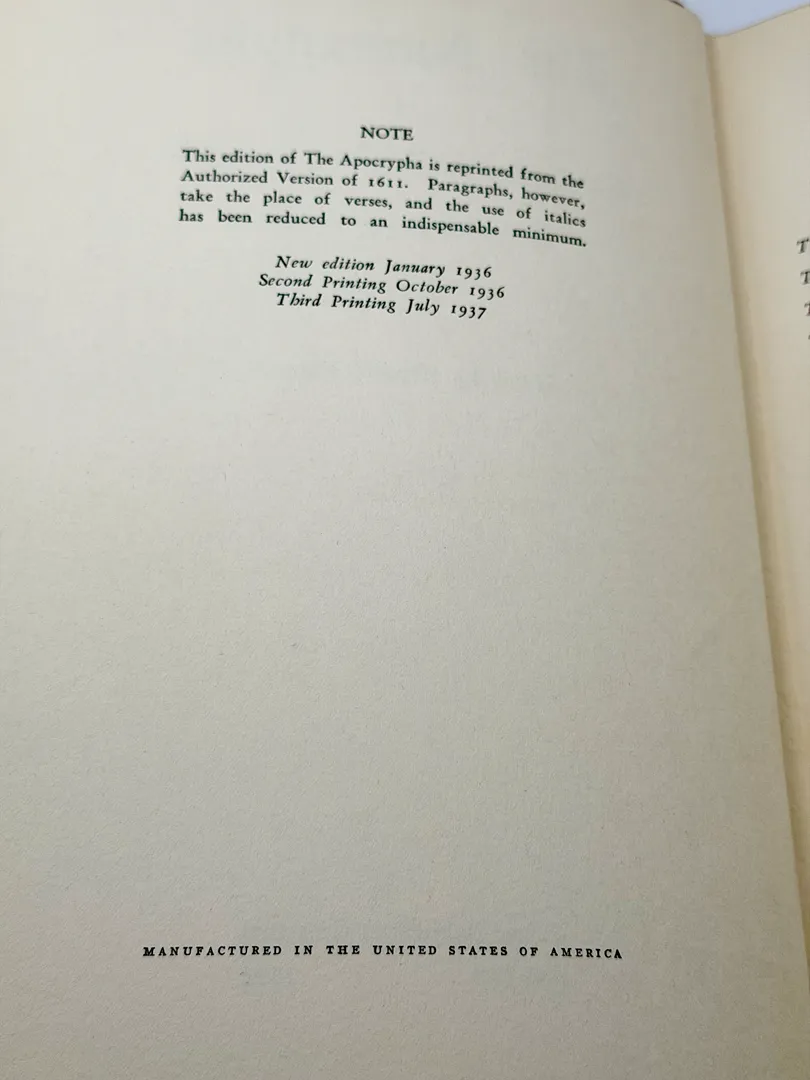 NOTE
This edition of The Apocrypha is reprinted from the
Authorized Version of 1611. Paragraphs, however,
take the place of verses, and the use of italics
has been reduced to an indispensable minimum.
New edition January 1936
Second Printing October 1936
Third Printing July 1937
MANUFACTURED IN THE UNITED STATES OF AMERICA